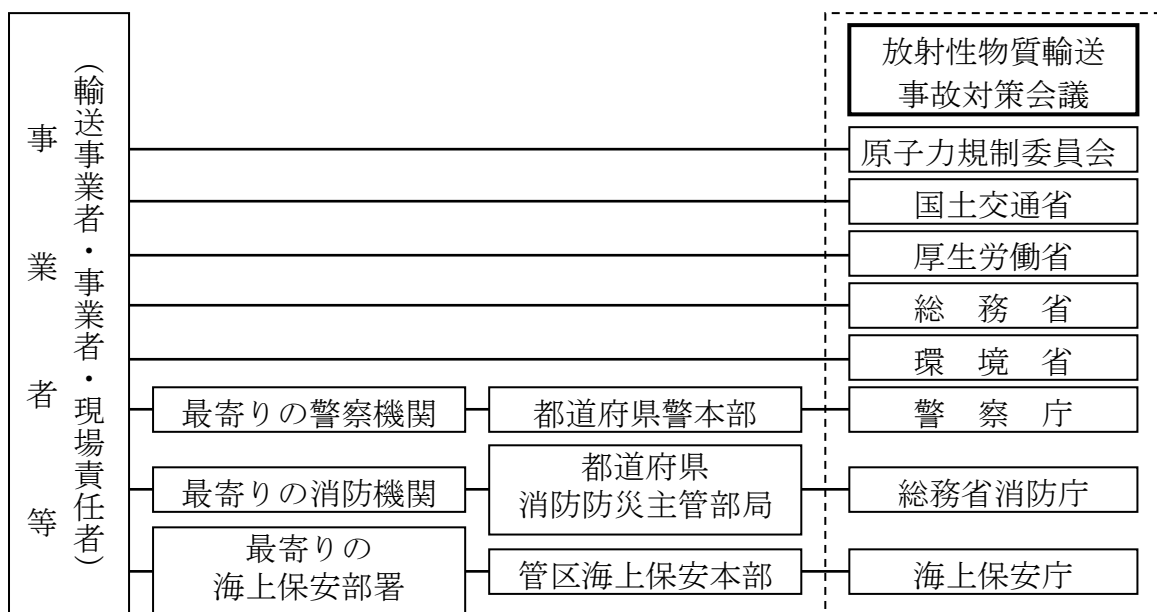 事業者等
（輸送事業者・事業者・現場責任者）
放射性物質輸送
事故対策会議
原子力規制委員会
国土交通省
厚生労働省
総　務　省
環　境　省
最寄りの警察機関
都道府県警本部
警　察　庁
最寄りの消防機関
都道府県
消防防災主管部局
総務省消防庁
最寄りの
海上保安部署
管区海上保安本部
海上保安庁